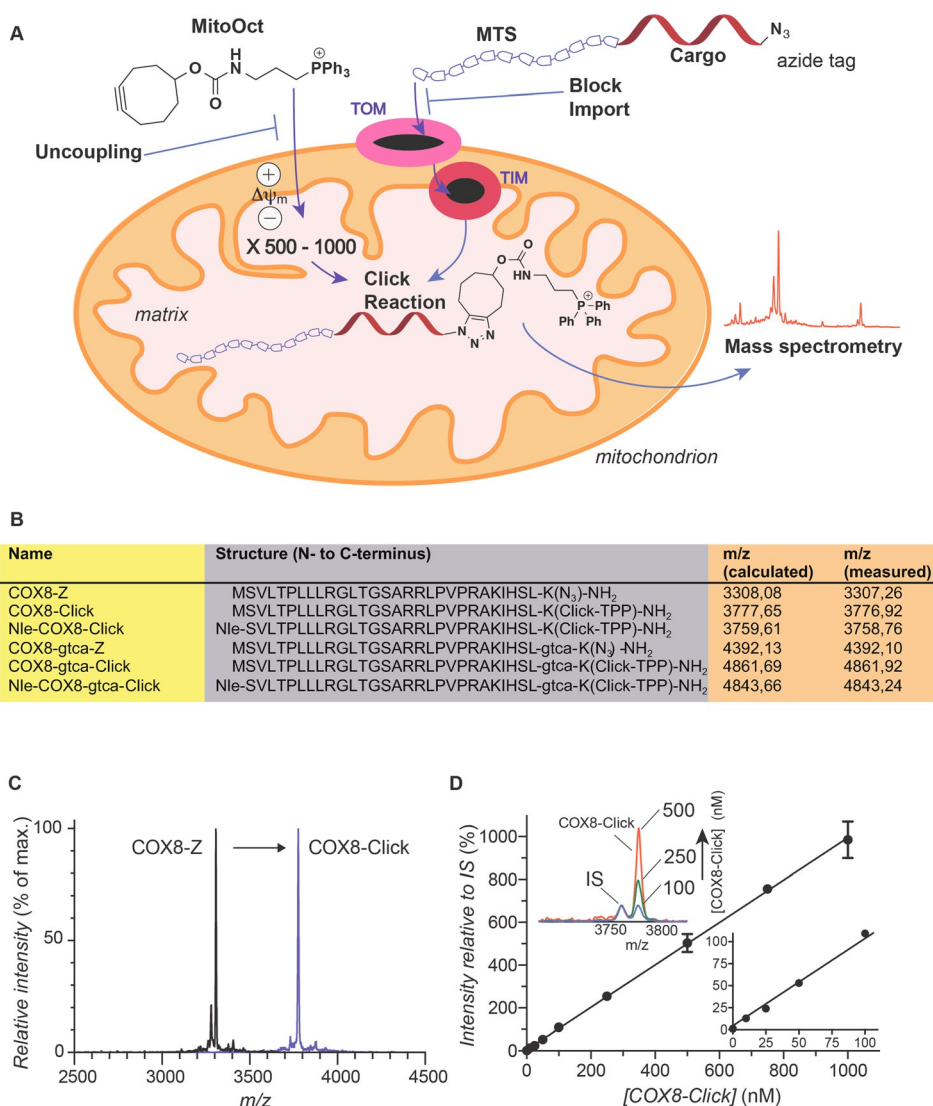 A
MitoOct
O
O
H
N
⊕
PPh3
MTS
Cargo
N3
azide tag
Block
Import
TOM
Uncoupling
TIM
+
Δψm
−
X 500 - 1000
Click
Reaction
O
O
HN
⊕
P
Ph
Ph
Ph
N
N
N
matrix
Mass spectrometry
mitochondrion
B
Name Structure (N- to C-terminus) m/z (calculated) m/z (measured)
COX8-Z MSVLTPLLLRGLTGSARRLPVPRAKIHSL-K(N3)-NH2 3308,08 3307,26
COX8-Click MSVLTPLLLRGLTGSARRLPVPRAKIHSL-K(Click-TPP)-NH2 3777,65 3776,92
Nle-COX8-Click Nle-SVLTPLLLRGLTGSARRLPVPRAKIHSL-K(Click-TPP)-NH2 3759,61 3758,76
COX8-gtca-Z MSVLTPLLLRGLTGSARRLPVPRAKIHSL-gtca-K(N3)-NH2 4392,13 4392,10
COX8-gtca-Click MSVLTPLLLRGLTGSARRLPVPRAKIHSL-gtca-K(Click-TPP)-NH2 4861,69 4861,92
Nle-COX8-gtca-Click Nle-SVLTPLLLRGLTGSARRLPVPRAKIHSL-gtca-K(Click-TPP)-NH2 4843,66 4843,24
C
Relative intensity (% of max.)
100
50
0
COX8-Z
COX8-Click
2500 3000 3500 4000 4500
m/z
D
Intensity relative to IS (%)
1000
800
600
400
200
0
COX8-Click
IS
500
250
100
[COX8-Click] (nM)
3750 3800
m/z
100
75
50
25
0
0 25 50 75 100
0 200 400 600 800 1000
[COX8-Click] (nM)